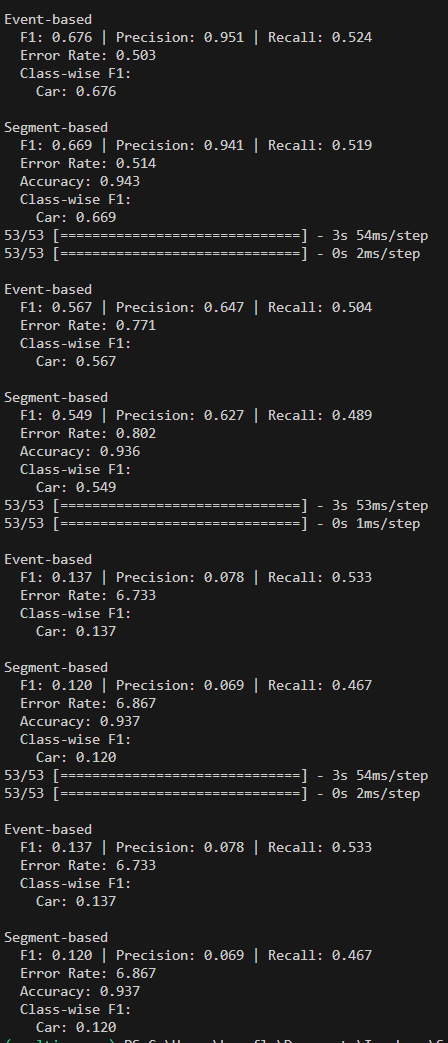 Event-based
  F1: 0.676 | Precision: 0.951 | Recall: 0.524
  Error Rate: 0.503
  Class-wise F1:
    Car: 0.676

Segment-based
  F1: 0.669 | Precision: 0.941 | Recall: 0.519
  Error Rate: 0.514
  Accuracy: 0.943
  Class-wise F1:
    Car: 0.669
53/53 [==============================] - 3s 54ms/step
53/53 [==============================] - 0s 2ms/step

Event-based
  F1: 0.567 | Precision: 0.647 | Recall: 0.504
  Error Rate: 0.771
  Class-wise F1:
    Car: 0.567

Segment-based
  F1: 0.549 | Precision: 0.627 | Recall: 0.489
  Error Rate: 0.802
  Accuracy: 0.936
  Class-wise F1:
    Car: 0.549
53/53 [==============================] - 3s 53ms/step
53/53 [==============================] - 0s 1ms/step

Event-based
  F1: 0.137 | Precision: 0.078 | Recall: 0.533
  Error Rate: 6.733
  Class-wise F1:
    Car: 0.137

Segment-based
  F1: 0.120 | Precision: 0.069 | Recall: 0.467
  Error Rate: 6.867
  Accuracy: 0.937
  Class-wise F1:
    Car: 0.120
53/53 [==============================] - 3s 54ms/step
53/53 [==============================] - 0s 2ms/step

Event-based
  F1: 0.137 | Precision: 0.078 | Recall: 0.533
  Error Rate: 6.733
  Class-wise F1:
    Car: 0.137

Segment-based
  F1: 0.120 | Precision: 0.069 | Recall: 0.467
  Error Rate: 6.867
  Accuracy: 0.937
  Class-wise F1:
    Car: 0.120